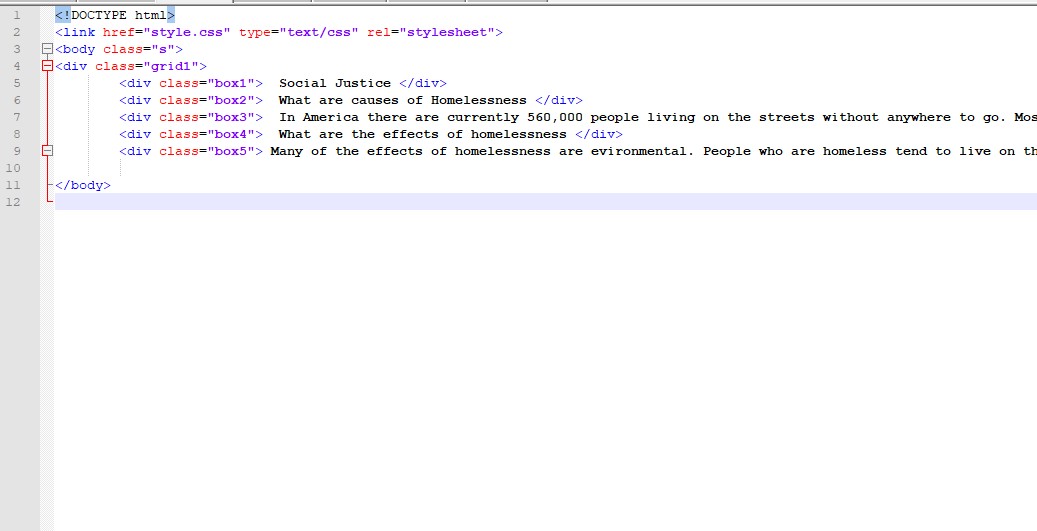 1 <!DOCTYPE html>
2 <link href="style.css" type="text/css" rel="stylesheet">
3 <body class="s">
4 <div class="grid1">
5 <div class="box1"> Social Justice </div>
6 <div class="box2"> What are causes of Homelessness </div>
7 <div class="box3"> In America there are currently 560,000 people living on the streets without anywhere to go. Mos
8 <div class="box4"> What are the effects of homelessness </div>
9 <div class="box5"> Many of the effects of homelessness are evironmental. People who are homeless tend to live on th
10
11 </body>
12